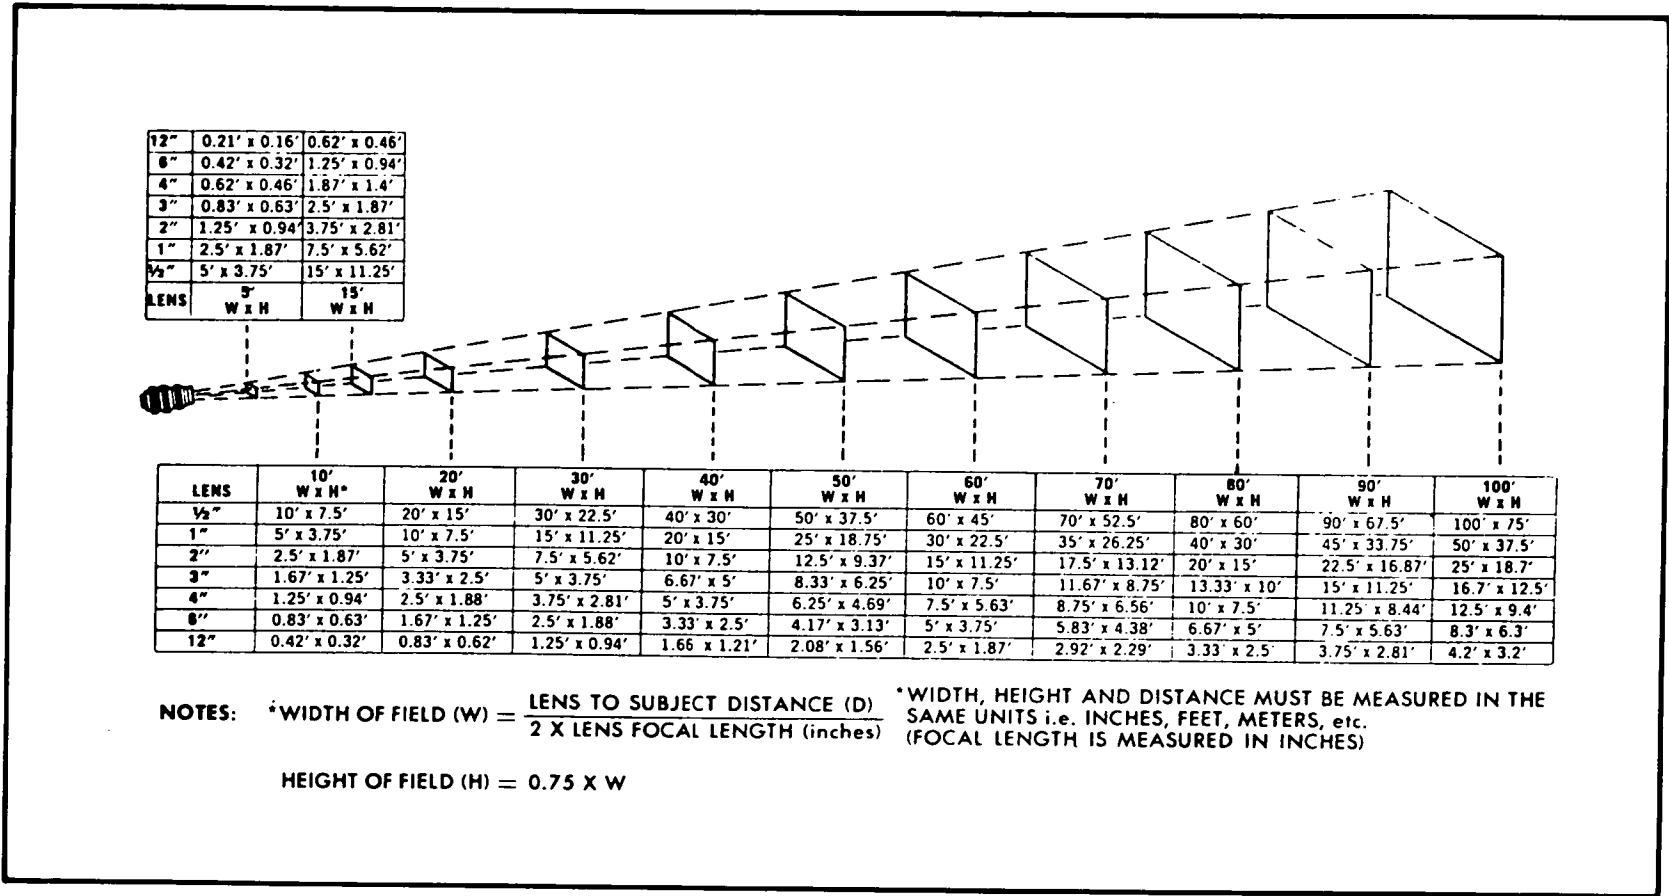 12" 0.21' x 0.16' 0.62' x 0.46'
6" 0.42' x 0.32' 1.25' x 0.94'
4" 0.62' x 0.46' 1.87' x 1.4'
3" 0.83' x 0.63' 2.5' x 1.87'
2" 1.25' x 0.94' 3.75' x 2.81'
1" 2.5' x 1.87' 7.5' x 5.62'
½" 5' x 3.75' 15' x 11.25'
LENS 5' 15'
W x H W x H
10' 20' 30' 40' 50' 60' 70' 80' 90' 100'
LENS W x H* W x H W x H W x H W x H W x H W x H W x H W x H W x H
½" 10' x 7.5' 20' x 15' 30' x 22.5' 40' x 30' 50' x 37.5' 60' x 45' 70' x 52.5' 80' x 60' 90' x 67.5' 100' x 75'
1" 5' x 3.75' 10' x 7.5' 15' x 11.25' 20' x 15' 25' x 18.75' 30' x 22.5' 35' x 26.25' 40' x 30' 45' x 33.75' 50' x 37.5'
2" 2.5' x 1.87' 5' x 3.75' 7.5' x 5.62' 10' x 7.5' 12.5' x 9.37' 15' x 11.25' 17.5' x 13.12' 20' x 15' 22.5' x 16.87' 25' x 18.7'
3" 1.67' x 1.25' 3.33' x 2.5' 5' x 3.75' 6.67' x 5' 8.33' x 6.25' 10' x 7.5' 11.67' x 8.75' 13.33' x 10' 15' x 11.25' 16.7' x 12.5'
4" 1.25' x 0.94' 2.5' x 1.88' 3.75' x 2.81' 5' x 3.75' 6.25' x 4.69' 7.5' x 5.63' 8.75' x 6.56' 10' x 7.5' 11.25' x 8.44' 12.5' x 9.4'
6" 0.83' x 0.63' 1.67' x 1.25' 2.5' x 1.88' 3.33' x 2.5' 4.17' x 3.13' 5' x 3.75' 5.83' x 4.38' 6.67' x 5' 7.5' x 5.63' 8.3' x 6.3'
12" 0.42' x 0.32' 0.83' x 0.62' 1.25' x 0.94' 1.66 x 1.21' 2.08' x 1.56' 2.5' x 1.87' 2.92' x 2.29' 3.33' x 2.5 3.75' x 2.81' 4.2' x 3.2'
NOTES: *WIDTH OF FIELD (W) = LENS TO SUBJECT DISTANCE (D)
2 X LENS FOCAL LENGTH (inches)
*WIDTH, HEIGHT AND DISTANCE MUST BE MEASURED IN THE
SAME UNITS i.e. INCHES, FEET, METERS, etc.
(FOCAL LENGTH IS MEASURED IN INCHES)
HEIGHT OF FIELD (H) = 0.75 X W